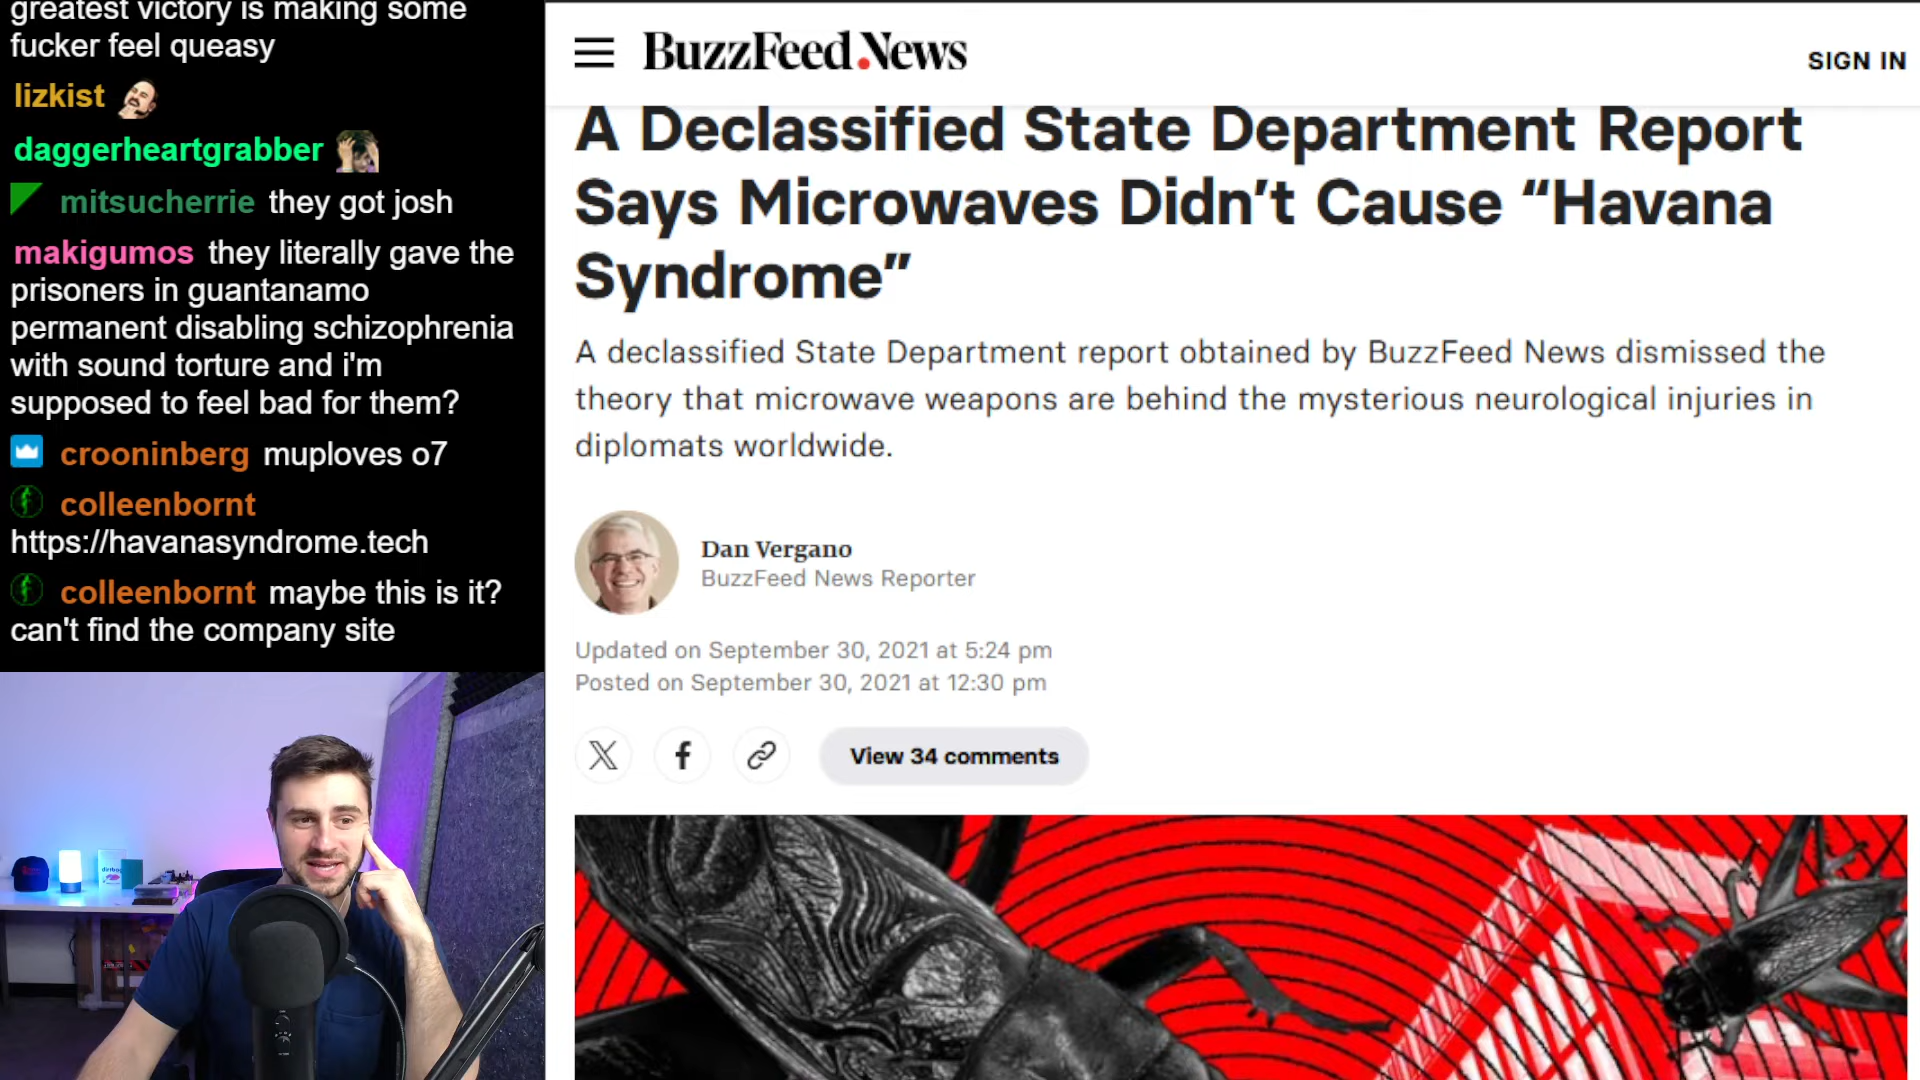 greatest victory is making some
fucker feel queasy
lizkist
daggerheartgrabber
mitsucherrie they got josh
makigumos they literally gave the
prisoners in guantanamo
permanent disabling schizophrenia
with sound torture and i'm
supposed to feel bad for them?
crooninberg muploves o7
colleenbornt
https://havanasyndrome.tech
colleenbornt maybe this is it?
can't find the company site
BuzzFeed News
SIGN IN
A Declassified State Department Report
Says Microwaves Didn't Cause “Havana
Syndrome”
A declassified State Department report obtained by BuzzFeed News dismissed the
theory that microwave weapons are behind the mysterious neurological injuries in
diplomats worldwide.
Dan Vergano
BuzzFeed News Reporter
Updated on September 30, 2021 at 5:24 pm
Posted on September 30, 2021 at 12:30 pm
View 34 comments